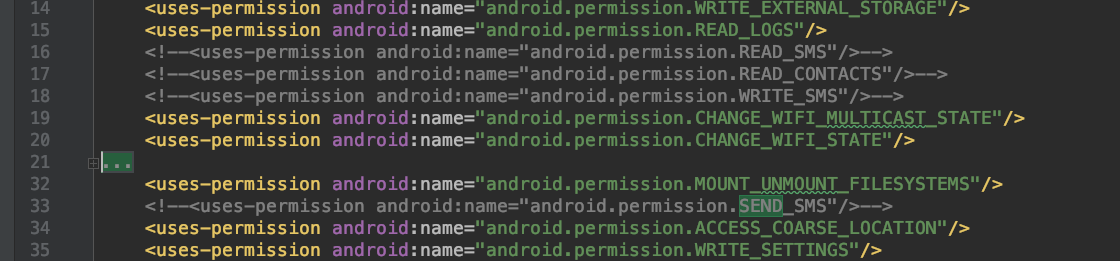 14 <uses-permission android:name="android.permission.WRITE_EXTERNAL_STORAGE"/>
15 <uses-permission android:name="android.permission.READ_LOGS"/>
16 <!--<uses-permission android:name="android.permission.READ_SMS"/>-->
17 <!--<uses-permission android:name="android.permission.READ_CONTACTS"/>-->
18 <!--<uses-permission android:name="android.permission.WRITE_SMS"/>-->
19 <uses-permission android:name="android.permission.CHANGE_WIFI_MULTICAST_STATE"/>
20 <uses-permission android:name="android.permission.CHANGE_WIFI_STATE"/>
21 ...
32 <uses-permission android:name="android.permission.MOUNT_UNMOUNT_FILESYSTEMS"/>
33 <!--<uses-permission android:name="android.permission.SEND_SMS"/>-->
34 <uses-permission android:name="android.permission.ACCESS_COARSE_LOCATION"/>
35 <uses-permission android:name="android.permission.WRITE_SETTINGS"/>